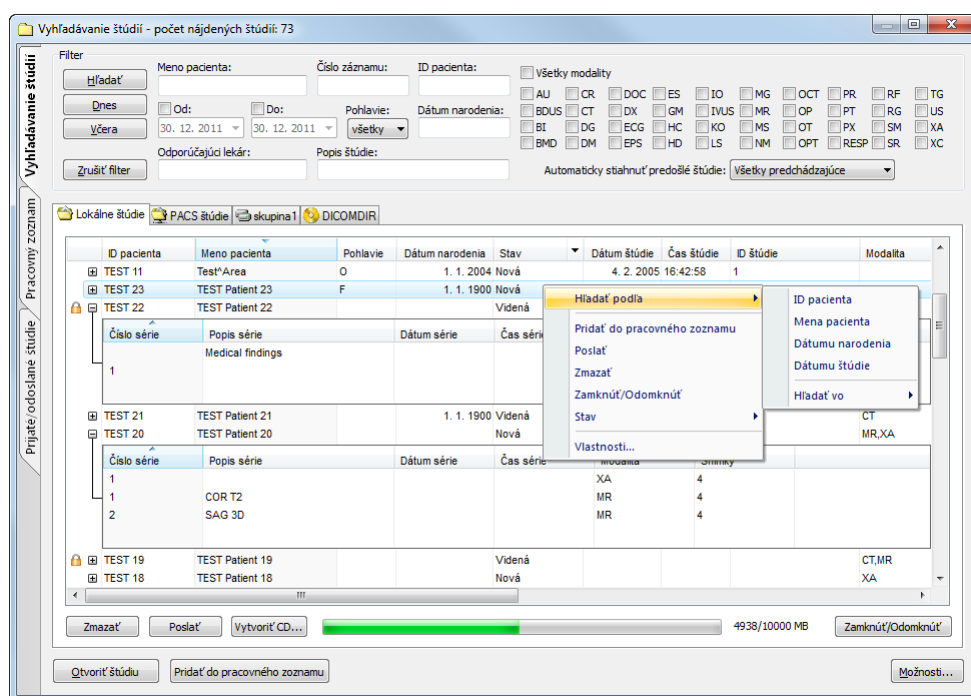 Vyhľadávanie štúdií - počet nájdených štúdií: 73
Vyhľadávanie štúdií
Pracovný zoznam
Prijaté/odoslané štúdie
Filter
Hľadať
Dnes
Včera
Zrušiť filter
Meno pacienta: Číslo záznamu: ID pacienta:
Od: Do: Pohlavie: Dátum narodenia:
30. 12. 2011 30. 12. 2011 všetky
Odporúčajúci lekár: Popis štúdie:
Všetky modality
AU CR DOC ES IO MG OCT PR RF TG
BDUS CT DX GM IVUS MR OP PT RG US
BI DG ECG HC KO MS OT PX SM XA
BMD DM EPS HD LS NM OPT RESP SR XC
Automaticky stiahnuť predošlé štúdie: Všetky predchádzajúce
Lokálne štúdie PACS štúdie skupina1 DICOMDIR
ID pacienta Meno pacienta Pohlavie Dátum narodenia Stav Dátum štúdie Čas štúdie ID štúdie Modalita
TEST 11 Test^Area O 1. 1. 2004 Nová 4. 2. 2005 16:42:58 1
TEST 23 TEST Patient 23 F 1. 1. 1900 Nová
TEST 22 TEST Patient 22 Videná
Číslo série Popis série Dátum série Čas série
Medical findings
1
TEST 21 TEST Patient 21 1. 1. 1900 Videná CT
TEST 20 TEST Patient 20 Nová MR,XA
Číslo série Popis série Dátum série Čas série Modalita Snímky
1 XA 4
1 COR T2 MR 4
2 SAG 3D MR 4
TEST 19 TEST Patient 19 Videná CT,MR
TEST 18 TEST Patient 18 Nová XA
Hľadať podľa
Pridať do pracovného zoznamu
Poslať
Zmazať
Zamknúť/Odomknúť
Stav
Vlastnosti...
ID pacienta
Mena pacienta
Dátumu narodenia
Dátumu štúdie
Hľadať vo
Zmazať Poslať Vytvoriť CD... 4938/10000 MB Zamknúť/Odomknúť
Otvoriť štúdiu Pridať do pracovného zoznamu Možnosti...